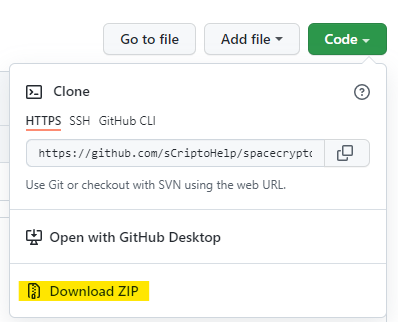 Go to file
Add file
Code
Clone
HTTPS SSH GitHub CLI
https://github.com/sCriptoHelp/spacecrypto
Use Git or checkout with SVN using the web URL.
Open with GitHub Desktop
Download ZIP